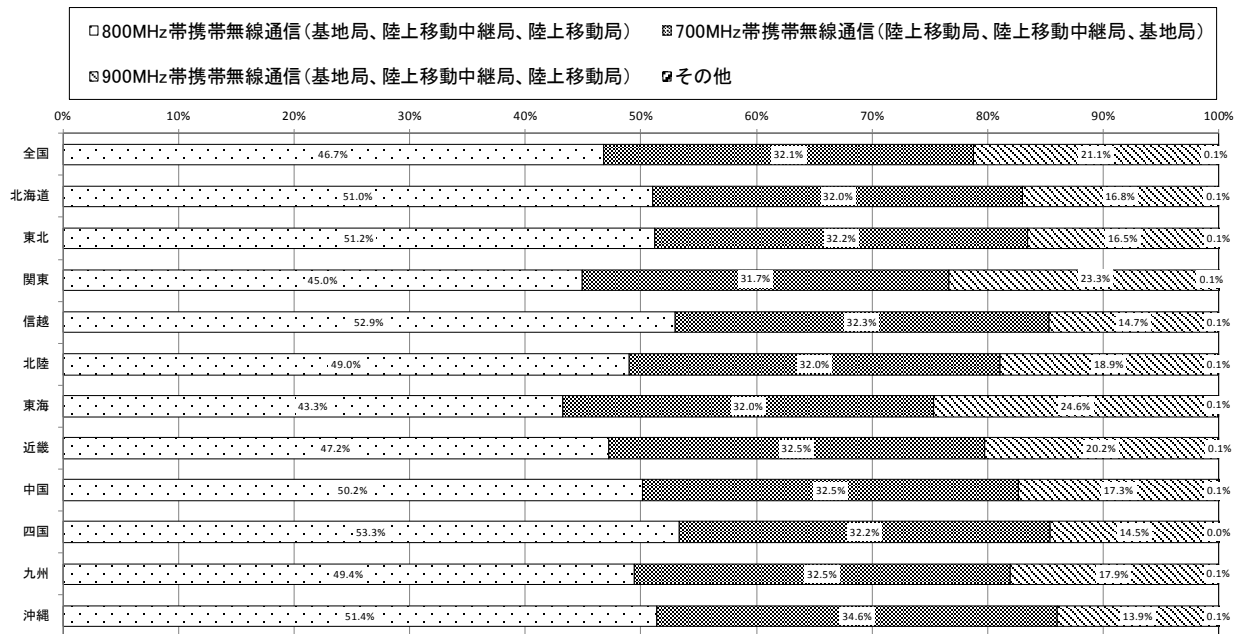 □800MHz帯携帯無線通信(基地局、陸上移動中継局、陸上移動局) 700MHz帯携帯無線通信(陸上移動局、陸上移動中継局、基地局)
900MHz帯携帯無線通信(基地局、陸上移動中継局、陸上移動局) その他
0% 10% 20% 30% 40% 50% 60% 70% 80% 90% 100%
全国 46.7% 32.1% 21.1% 0.1%
北海道 51.0% 32.0% 16.8% 0.1%
東北 51.2% 32.2% 16.5% 0.1%
関東 45.0% 31.7% 23.3% 0.1%
信越 52.9% 32.3% 14.7% 0.1%
北陸 49.0% 32.0% 18.9% 0.1%
東海 43.3% 32.0% 24.6% 0.1%
近畿 47.2% 32.5% 20.2% 0.1%
中国 50.2% 32.5% 17.3% 0.1%
四国 53.3% 32.2% 14.5% 0.0%
九州 49.4% 32.5% 17.9% 0.1%
沖縄 51.4% 34.6% 13.9% 0.1%